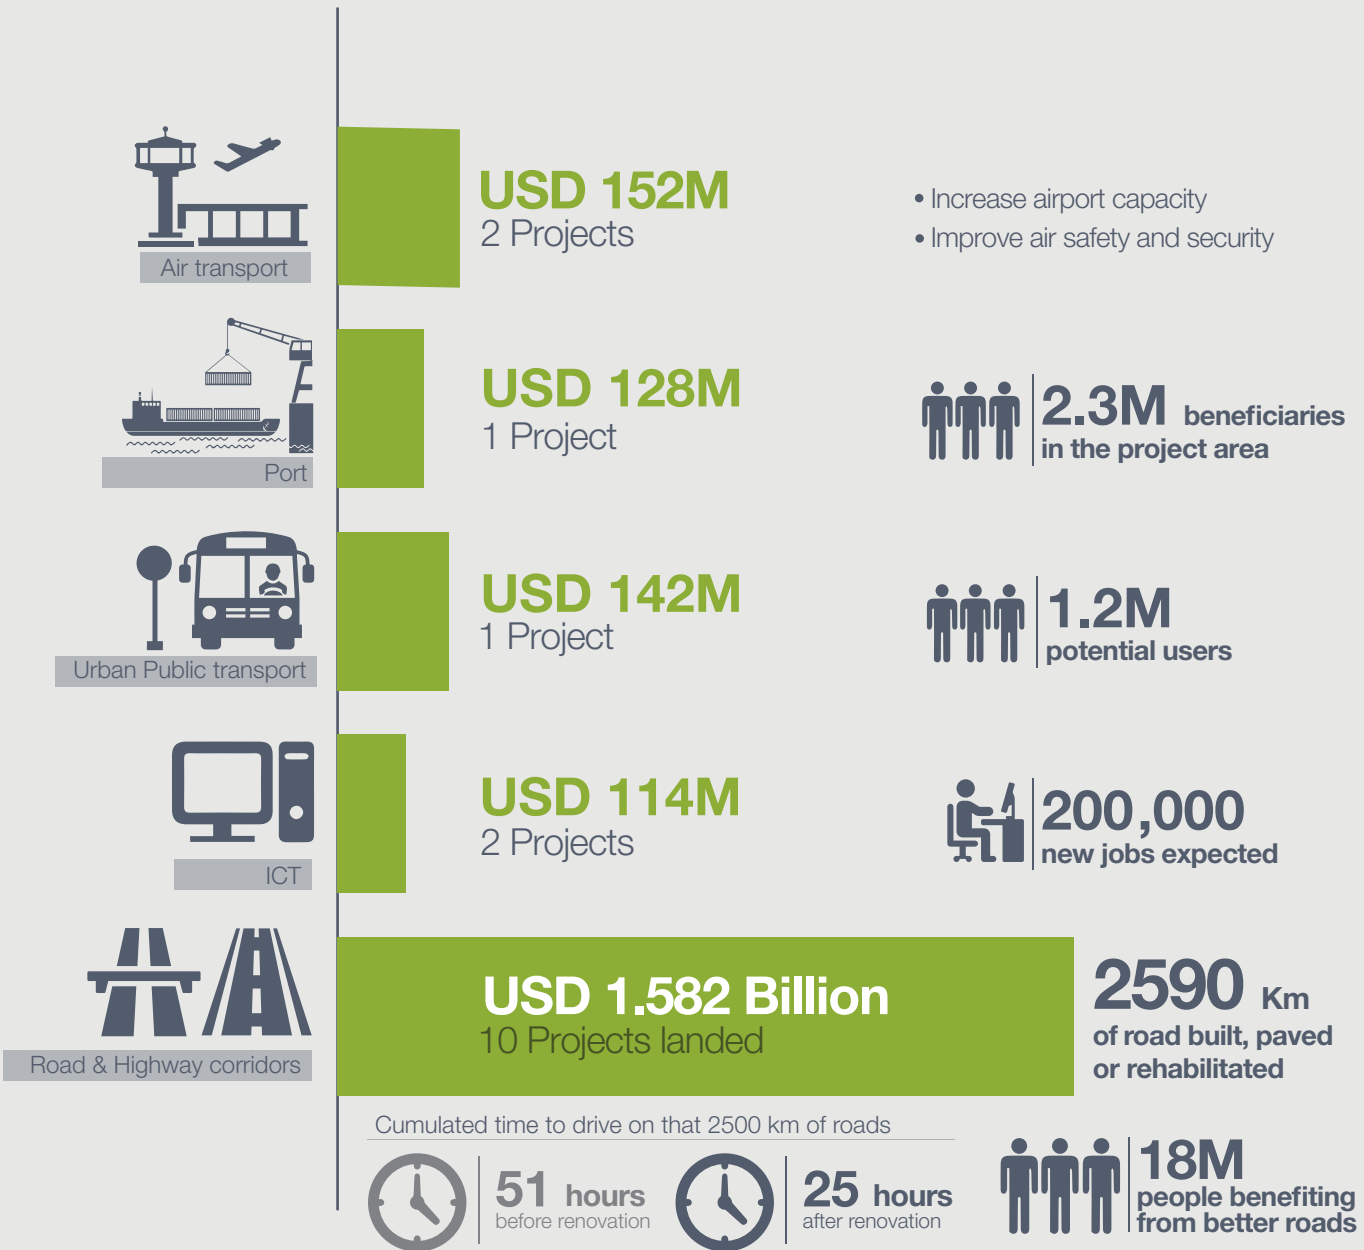 USD 152M
2 Projects
• Increase airport capacity
• Improve air safety and security
Air transport
USD 128M
1 Project
2.3M beneficiaries
in the project area
Port
USD 142M
1 Project
1.2M
potential users
Urban Public transport
USD 114M
2 Projects
200,000
new jobs expected
ICT
USD 1.582 Billion
10 Projects landed
2590 Km
of road built, paved
or rehabilitated
Road & Highway corridors
Cumulated time to drive on that 2500 km of roads
51 hours
before renovation
25 hours
after renovation
18M
people benefiting
from better roads